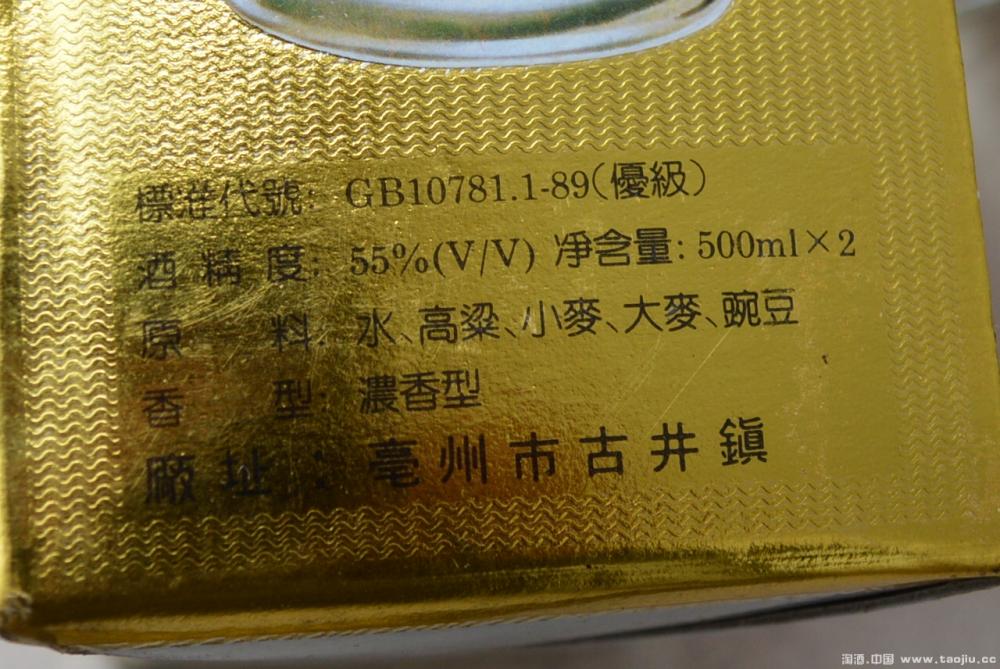 標準代號: GB10781.1-89(優級)
酒精度: 55%(V/V) 净含量: 500ml×2
原料: 水、高粱、小麥、大麥、豌豆
香型: 濃香型
廠址: 亳州市古井鎮
淘酒.中国 www.taojiu.cc